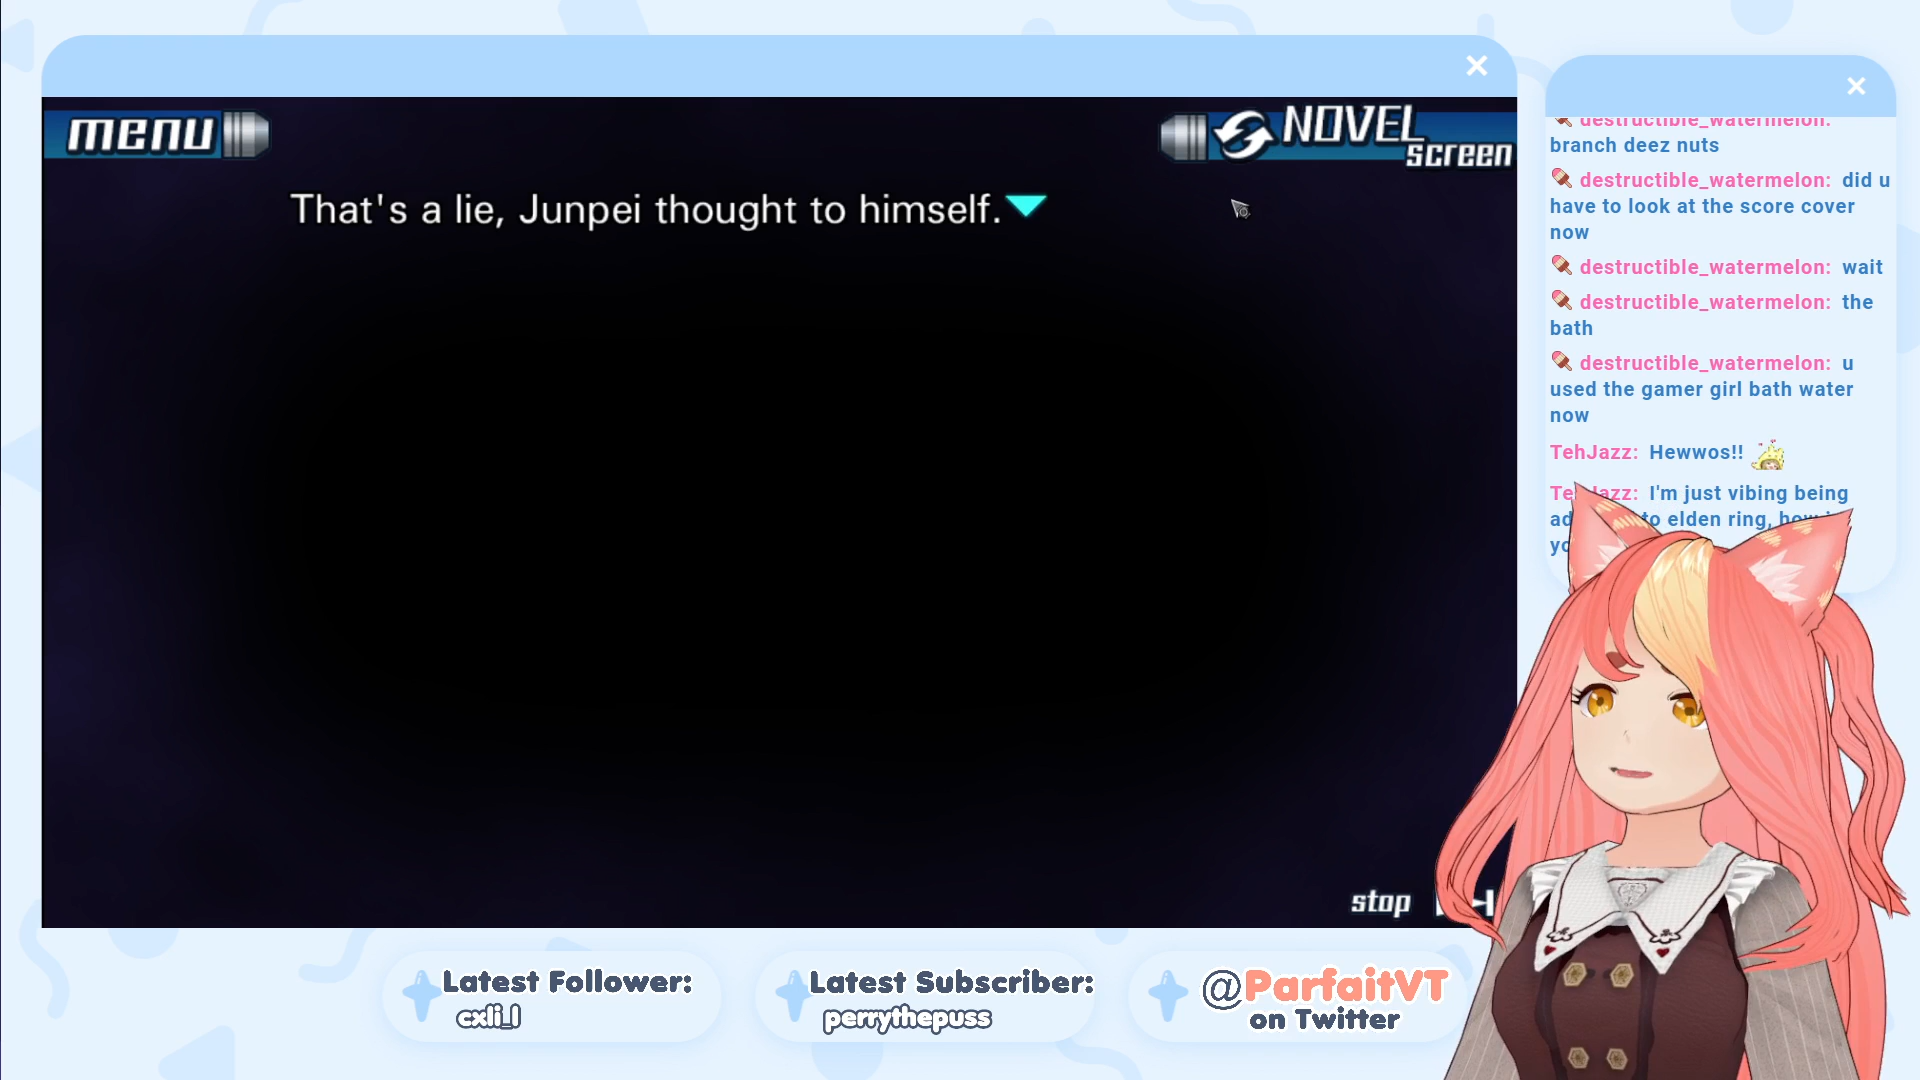 menu
NOVEL
screen
That's a lie, Junpei thought to himself.
stop
destructible_watermelon:
branch deez nuts
destructible_watermelon: did u
have to look at the score cover
now
destructible_watermelon: wait
destructible_watermelon: the
bath
destructible_watermelon: u
used the gamer girl bath water
now
TehJazz: Hewwos!!
TehJazz: I'm just vibing being
to elden ring,
Latest Follower:
cxli_l
Latest Subscriber:
perrythepuss
@ParfaitVT
on Twitter